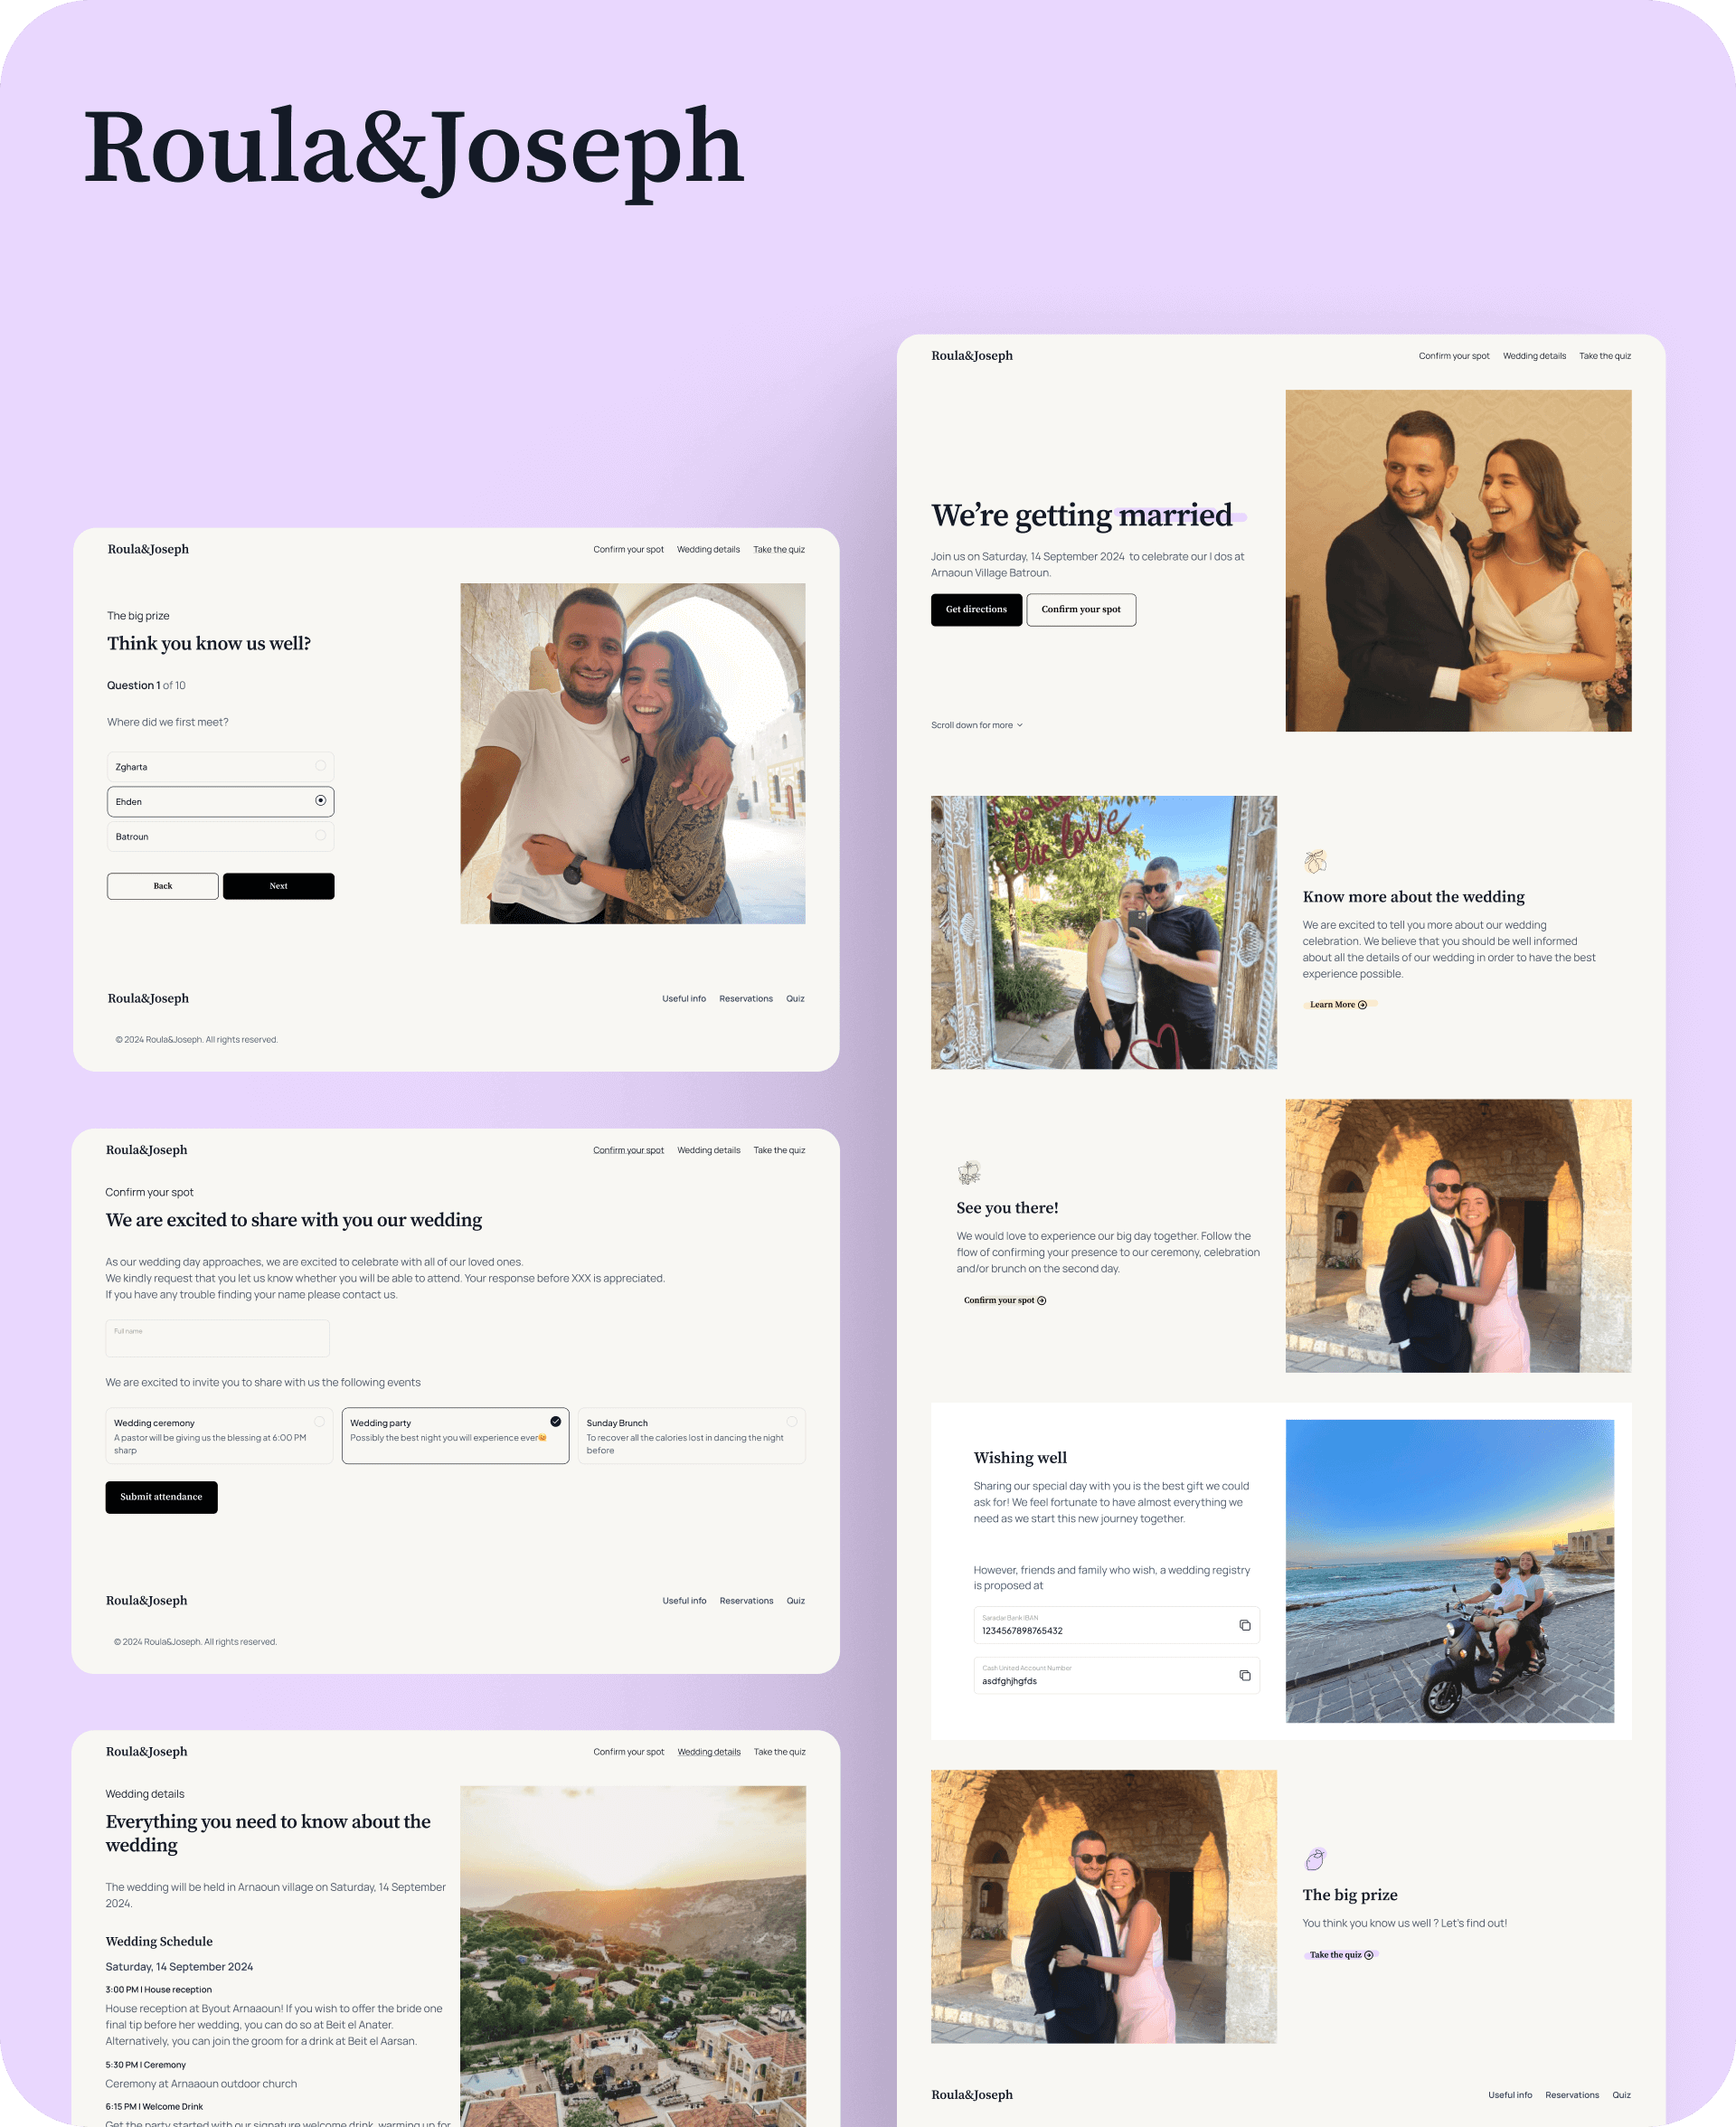 Roula&Joseph
Roula&Joseph
Confirm your spot Wedding details Take the quiz
The big prize
Think you know us well?
Question 1 of 10
Where did we first meet?
Zgharta
Ehden
Batroun
Back Next
Roula&Joseph
Useful info Reservations Quiz
© 2024 Roula&Joseph. All rights reserved.
Roula&Joseph
Confirm your spot Wedding details Take the quiz
Confirm your spot
We are excited to share with you our wedding
As our wedding day approaches, we are excited to celebrate with all of our loved ones.
We kindly request that you let us know whether you will be able to attend. Your response before XXX is appreciated.
If you have any trouble finding your name please contact us.
Full name
We are excited to invite you to share with us the following events
Wedding ceremony
A pastor will be giving us the blessing at 6:00 PM
sharp
Wedding party
Possibly the best night you will experience ever
Sunday Brunch
To recover all the calories lost in dancing the night
before
Submit attendance
Roula&Joseph
Useful info Reservations Quiz
© 2024 Roula&Joseph. All rights reserved.
Roula&Joseph
Confirm your spot Wedding details Take the quiz
Wedding details
Everything you need to know about the
wedding
The wedding will be held in Arnaoun village on Saturday, 14 September
2024.
Wedding Schedule
Saturday, 14 September 2024
3:00 PM | House reception
House reception at Byout Arnaaoun! If you wish to offer the bride one
final tip before her wedding, you can do so at Beit el Anater.
Alternatively, you can join the groom for a drink at Beit el Aarsan.
5:30 PM | Ceremony
Ceremony at Arnaaoun outdoor church
6:15 PM | Welcome Drink
Get the party started with our signature welcome drink, warming up for
Roula&Joseph
Confirm your spot Wedding details Take the quiz
We're getting married
Join us on Saturday, 14 September 2024 to celebrate our I dos at
Arnaoun Village Batroun.
Get directions Confirm your spot
Scroll down for more
One love
Know more about the wedding
We are excited to tell you more about our wedding
celebration. We believe that you should be well informed
about all the details of our wedding in order to have the best
experience possible.
Learn More
See you there!
We would love to experience our big day together. Follow the
flow of confirming your presence to our ceremony, celebration
and/or brunch on the second day.
Confirm your spot
Wishing well
Sharing our special day with you is the best gift we could
ask for! We feel fortunate to have almost everything we
need as we start this new journey together.
However, friends and family who wish, a wedding registry
is proposed at
Saradar Bank IBAN
1234567898765432
Cash United Account Number
asdfghjhgfds
The big prize
You think you know us well ? Let's find out!
Take the quiz
Roula&Joseph
Useful info Reservations Quiz